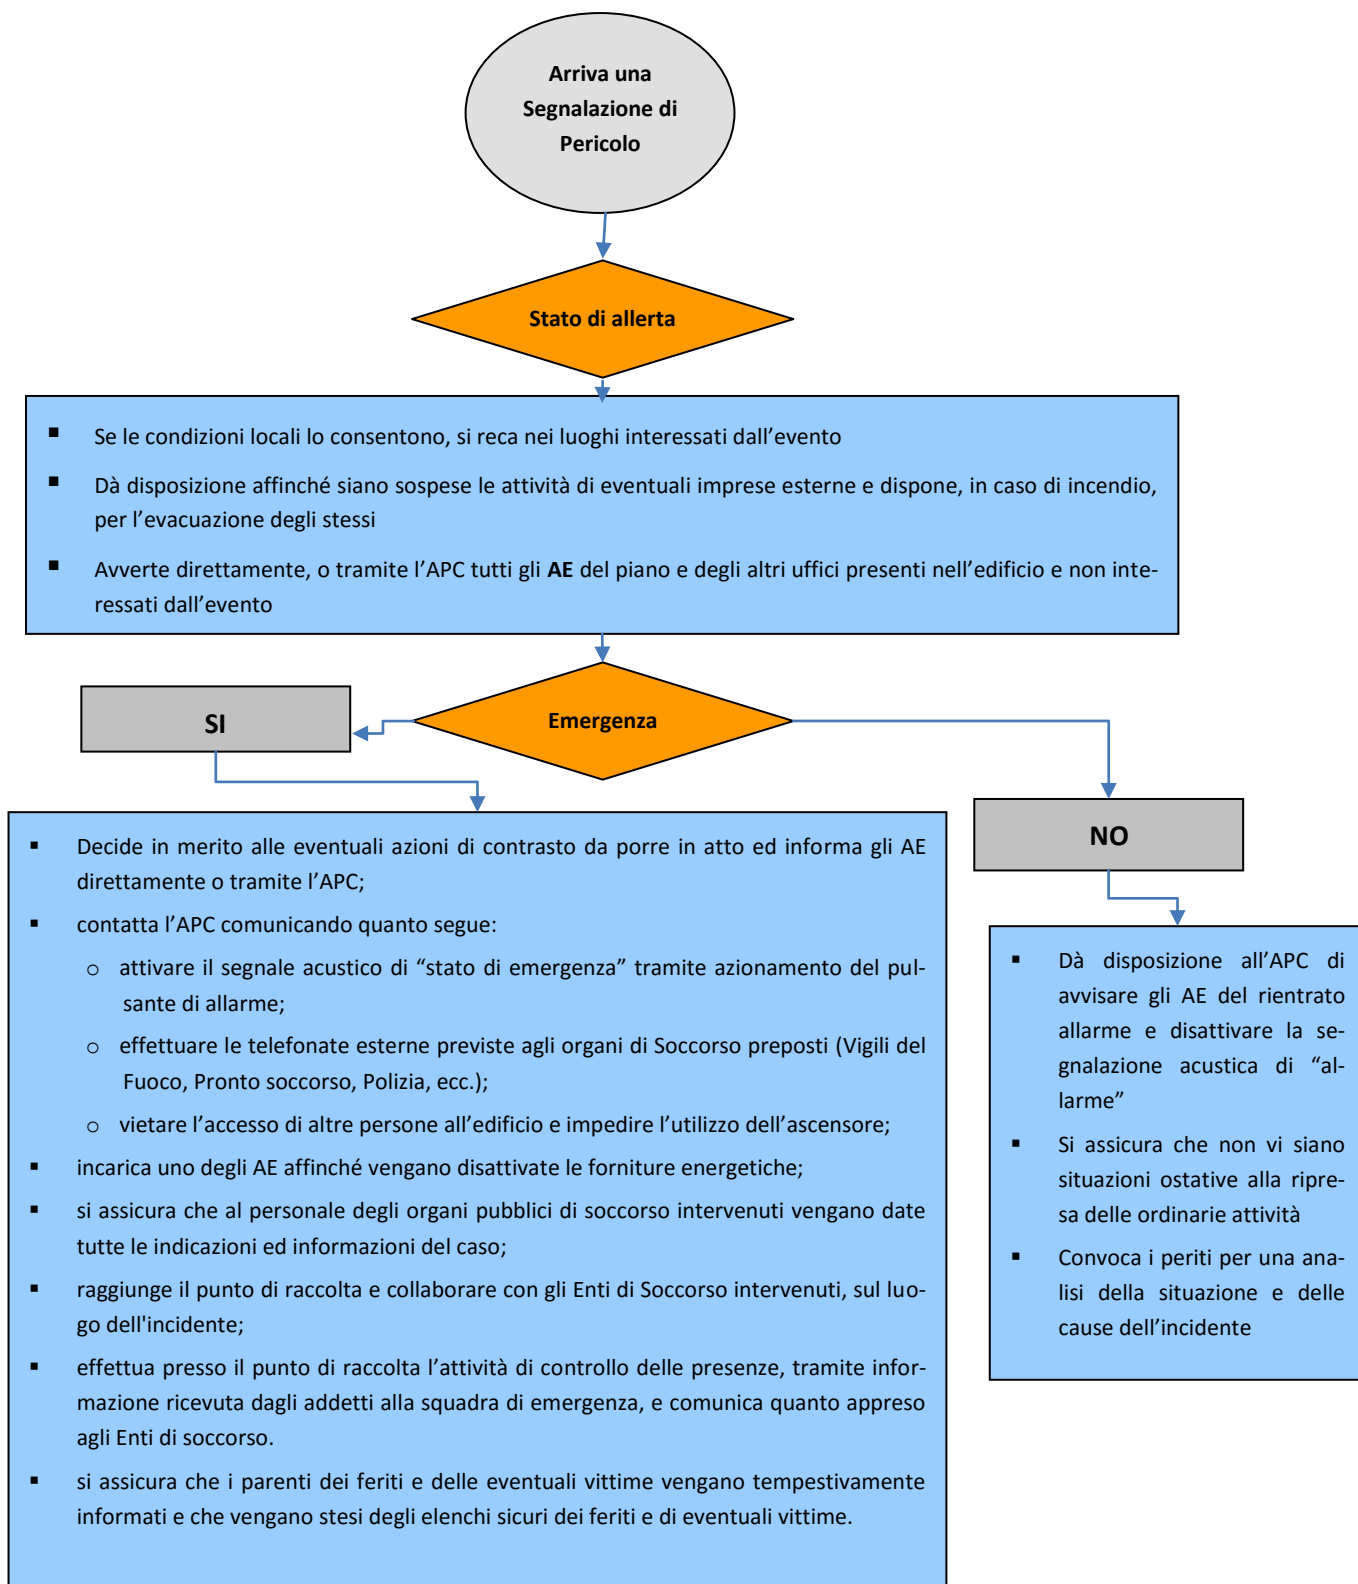 Arriva una
Segnalazione di
Pericolo
Stato di allerta
▪ Se le condizioni locali lo consentono, si reca nei luoghi interessati dall’evento
▪ Dà disposizione affinché siano sospese le attività di eventuali imprese esterne e dispone, in caso di incendio,
per l’evacuazione degli stessi
▪ Avverte direttamente, o tramite l’APC tutti gli AE del piano e degli altri uffici presenti nell’edificio e non inte-
ressati dall’evento
Emergenza
SI
NO
▪ Decide in merito alle eventuali azioni di contrasto da porre in atto ed informa gli AE
direttamente o tramite l’APC;
▪ contatta l’APC comunicando quanto segue:
o attivare il segnale acustico di “stato di emergenza” tramite azionamento del pul-
sante di allarme;
o effettuare le telefonate esterne previste agli organi di Soccorso preposti (Vigili del
Fuoco, Pronto soccorso, Polizia, ecc.);
o vietare l’accesso di altre persone all’edificio e impedire l’utilizzo dell’ascensore;
▪ incarica uno degli AE affinché vengano disattivate le forniture energetiche;
▪ si assicura che al personale degli organi pubblici di soccorso intervenuti vengano date
tutte le indicazioni ed informazioni del caso;
▪ raggiunge il punto di raccolta e collaborare con gli Enti di Soccorso intervenuti, sul luo-
go dell'incidente;
▪ effettua presso il punto di raccolta l’attività di controllo delle presenze, tramite infor-
mazione ricevuta dagli addetti alla squadra di emergenza, e comunica quanto appreso
agli Enti di soccorso.
▪ si assicura che i parenti dei feriti e delle eventuali vittime vengano tempestivamente
informati e che vengano stesi degli elenchi sicuri dei feriti e di eventuali vittime.
▪ Dà disposizione all’APC di
avvisare gli AE del rientrato
allarme e disattivare la se-
gnalazione acustica di “al-
larme”
▪ Si assicura che non vi siano
situazioni ostative alla ripre-
sa delle ordinarie attività
▪ Convoca i periti per una ana-
lisi della situazione e delle
cause dell’incidente